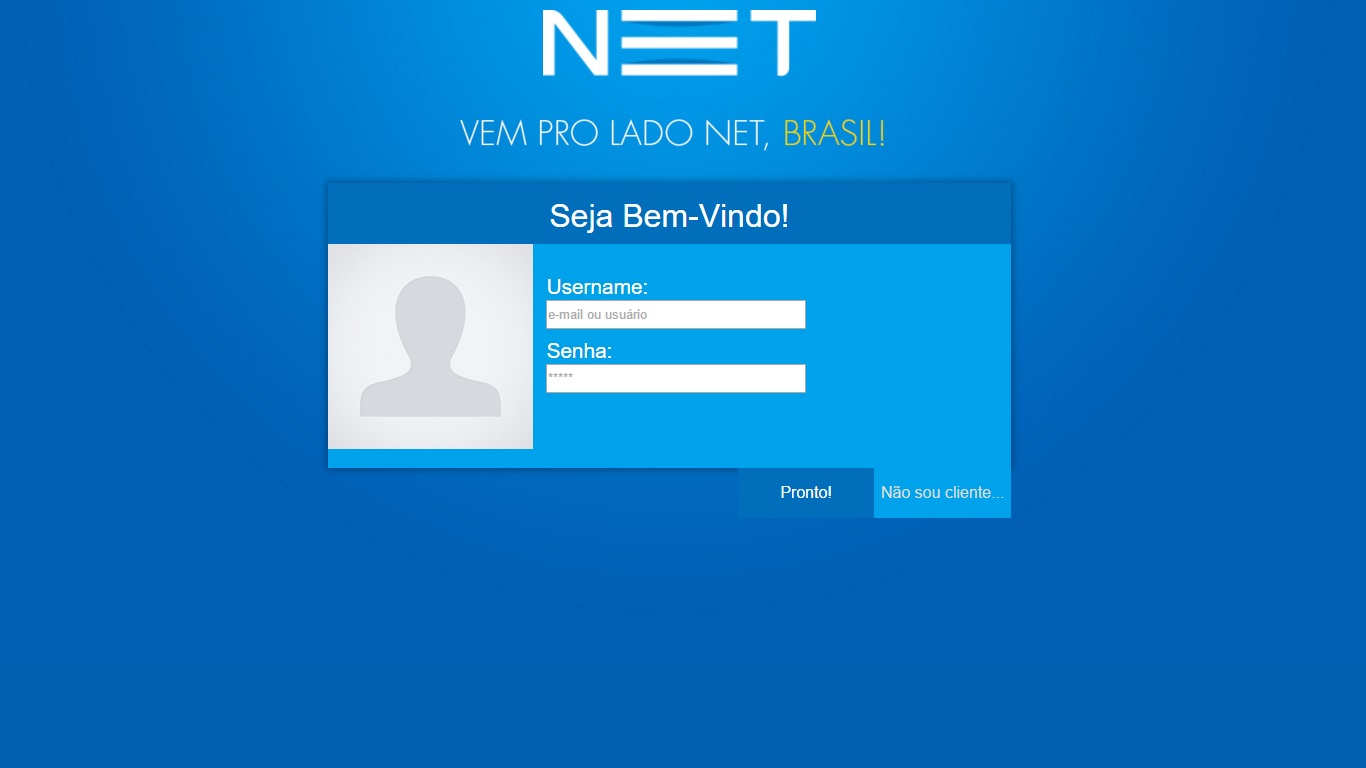 NET
VEM PRO LADO NET, BRASIL!
Seja Bem-Vindo!
Username:
e-mail ou usuário
Senha:
*****
Pronto!
Não sou cliente...